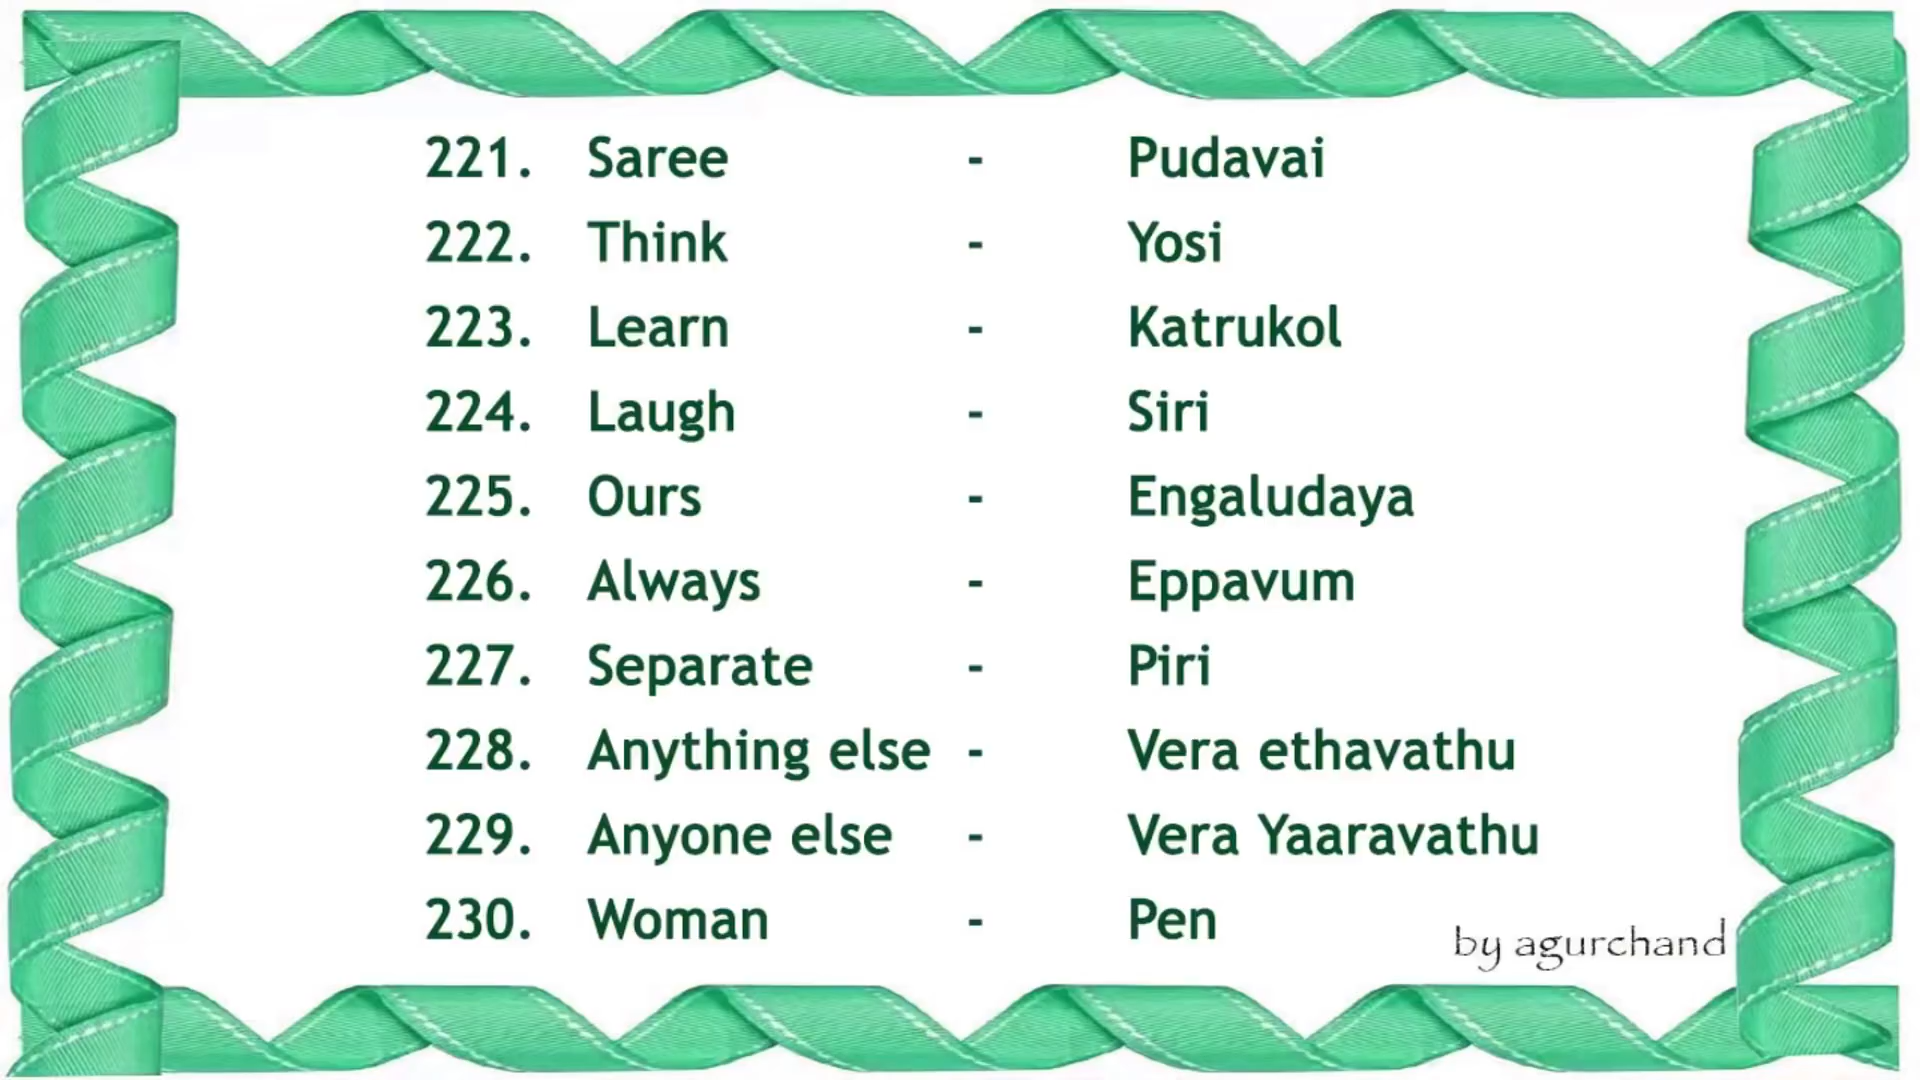 221. Saree - Pudavai
222. Think - Yosi
223. Learn - Katrukol
224. Laugh - Siri
225. Ours - Engaludaya
226. Always - Eppavum
227. Separate - Piri
228. Anything else - Vera ethavathu
229. Anyone else - Vera Yaaravathu
230. Woman - Pen
by agurchand